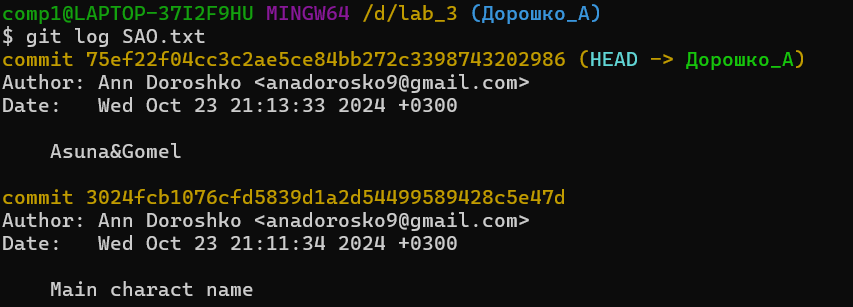 comp1@LAPTOP-37I2F9HU MINGW64 /d/lab_3 (Дорошко_А)
$ git log SAO.txt
commit 75ef22f04cc3c2ae5ce84bb272c3398743202986 (HEAD -> Дорошко_А)
Author: Ann Doroshko <anadorosko9@gmail.com>
Date:   Wed Oct 23 21:13:33 2024 +0300
Asuna&Gomel
commit 3024fcb1076cfd5839d1a2d54499589428c5e47d
Author: Ann Doroshko <anadorosko9@gmail.com>
Date:   Wed Oct 23 21:11:34 2024 +0300
Main charact name